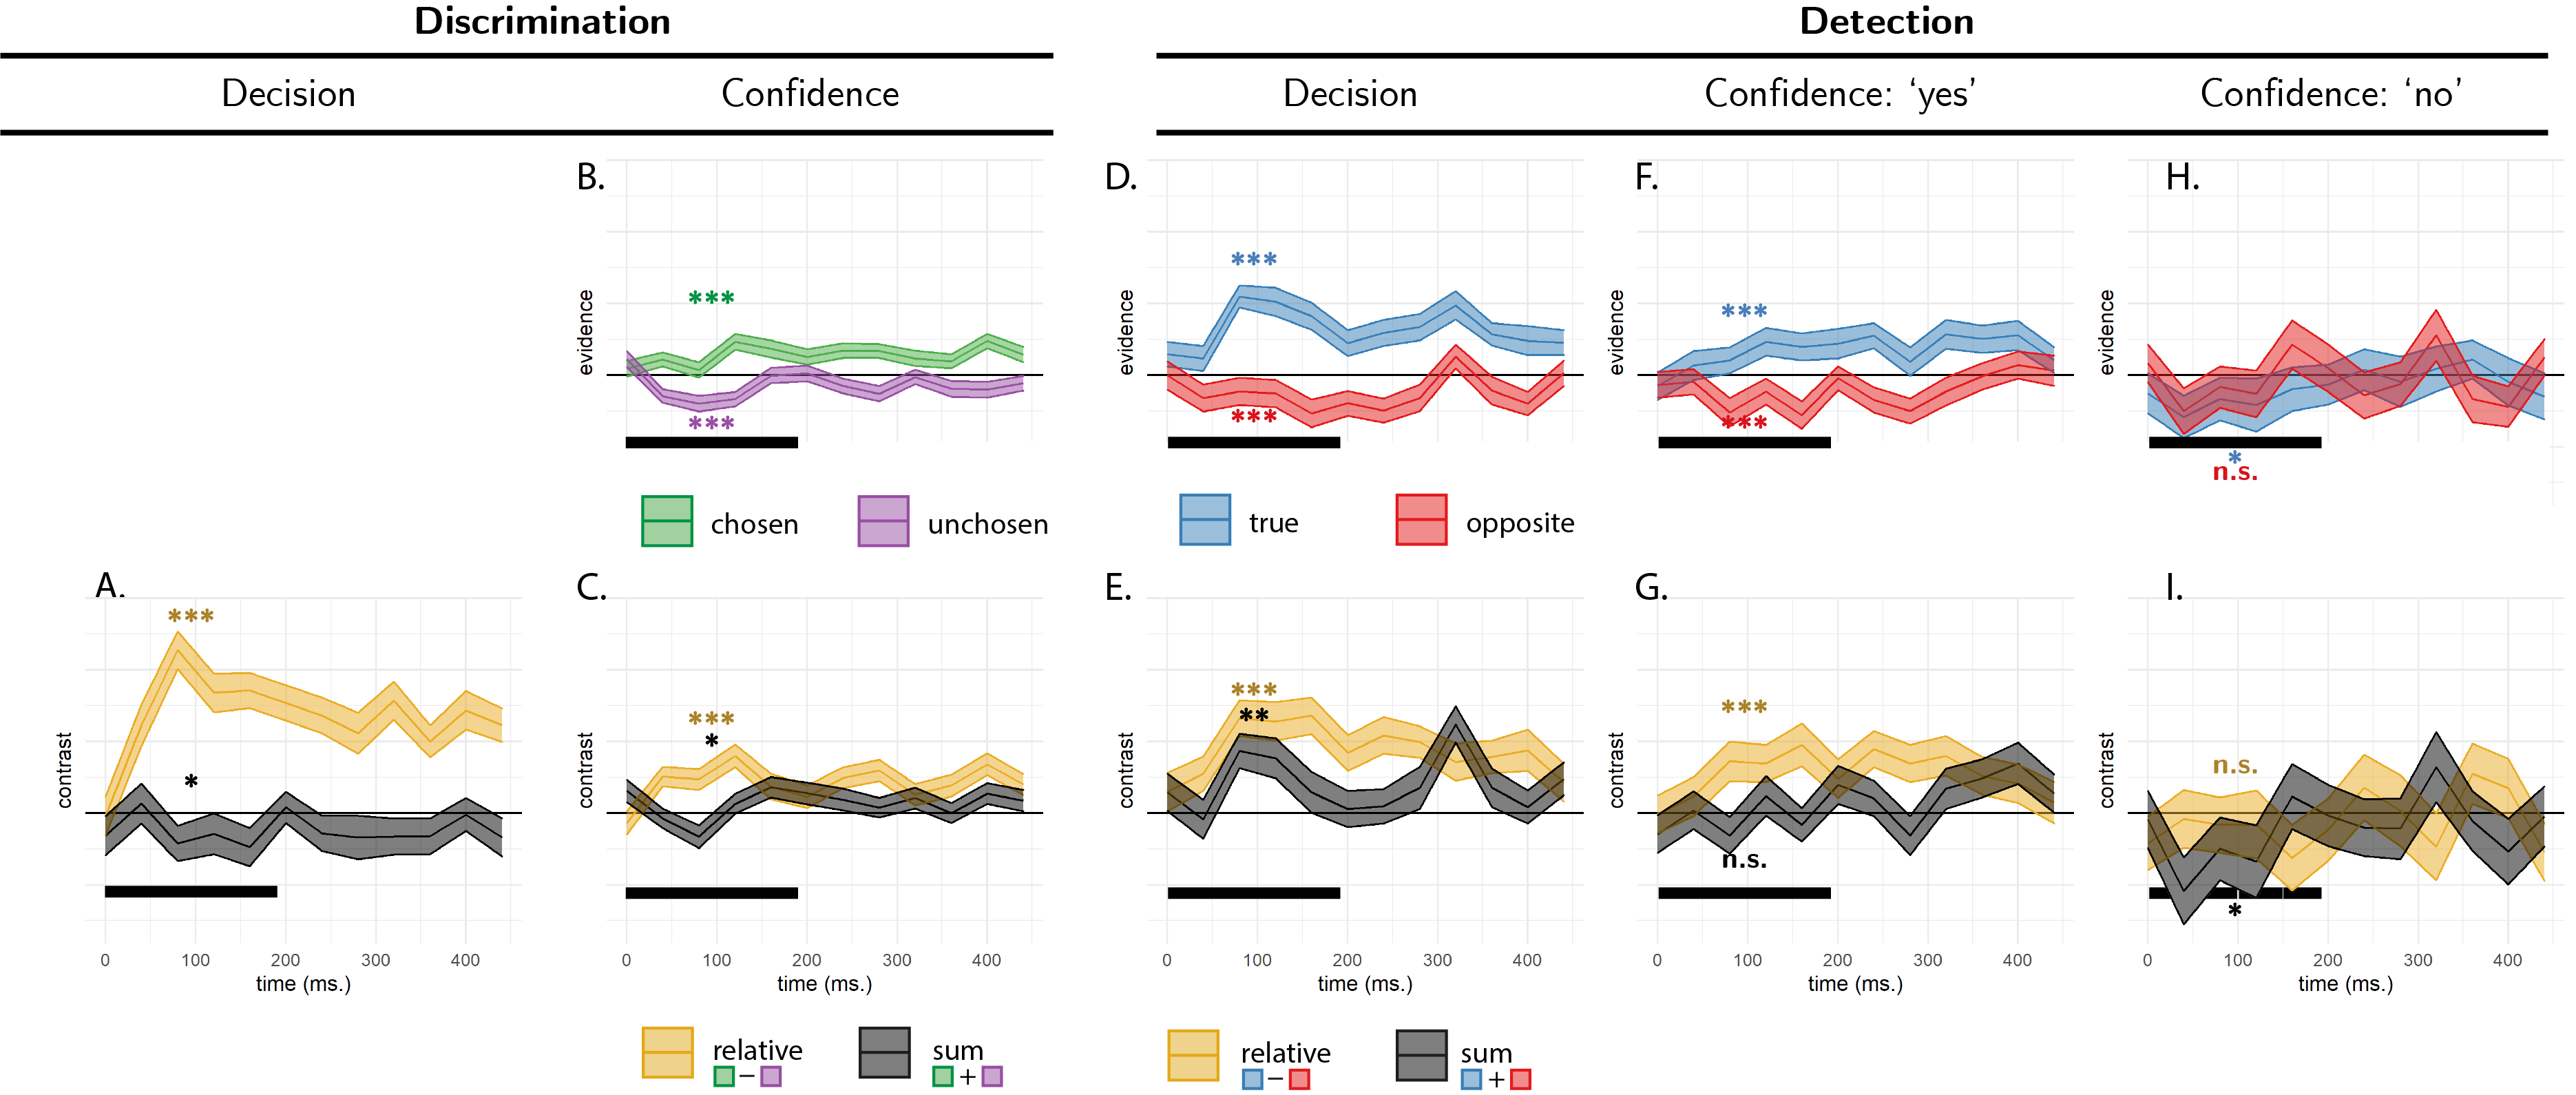 Discrimination
Detection
Decision
Confidence
Decision
Confidence: ‘yes’
Confidence: ‘no’
B.
D.
F.
H.
evidence
***
***
evidence
***
***
evidence
***
***
evidence
*
n.s.
chosen
unchosen
true
opposite
A.
C.
E.
G.
I.
contrast
***
*
contrast
***
*
contrast
***
**
contrast
***
n.s.
contrast
n.s.
*
0 100 200 300 400
0 100 200 300 400
0 100 200 300 400
0 100 200 300 400
0 100 200 300 400
time (ms.)
time (ms.)
time (ms.)
time (ms.)
time (ms.)
relative
−
sum
+
relative
−
sum
+